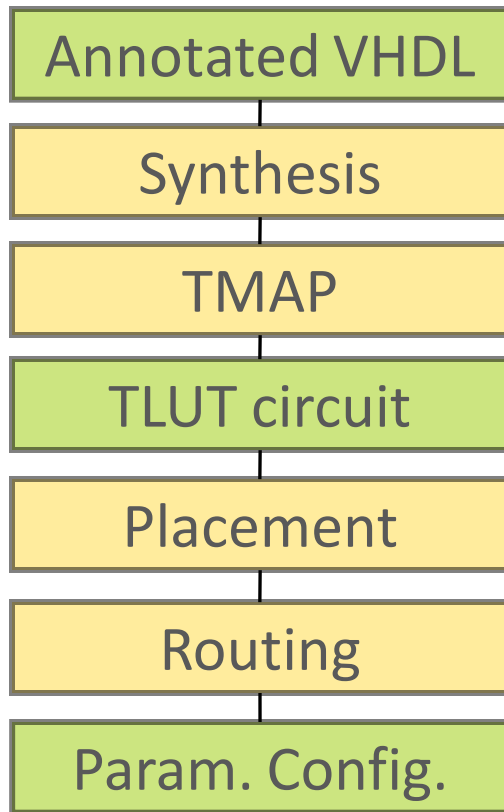 Annotated VHDL
Synthesis
TMAP
TLUT circuit
Placement
Routing
Param. Config.